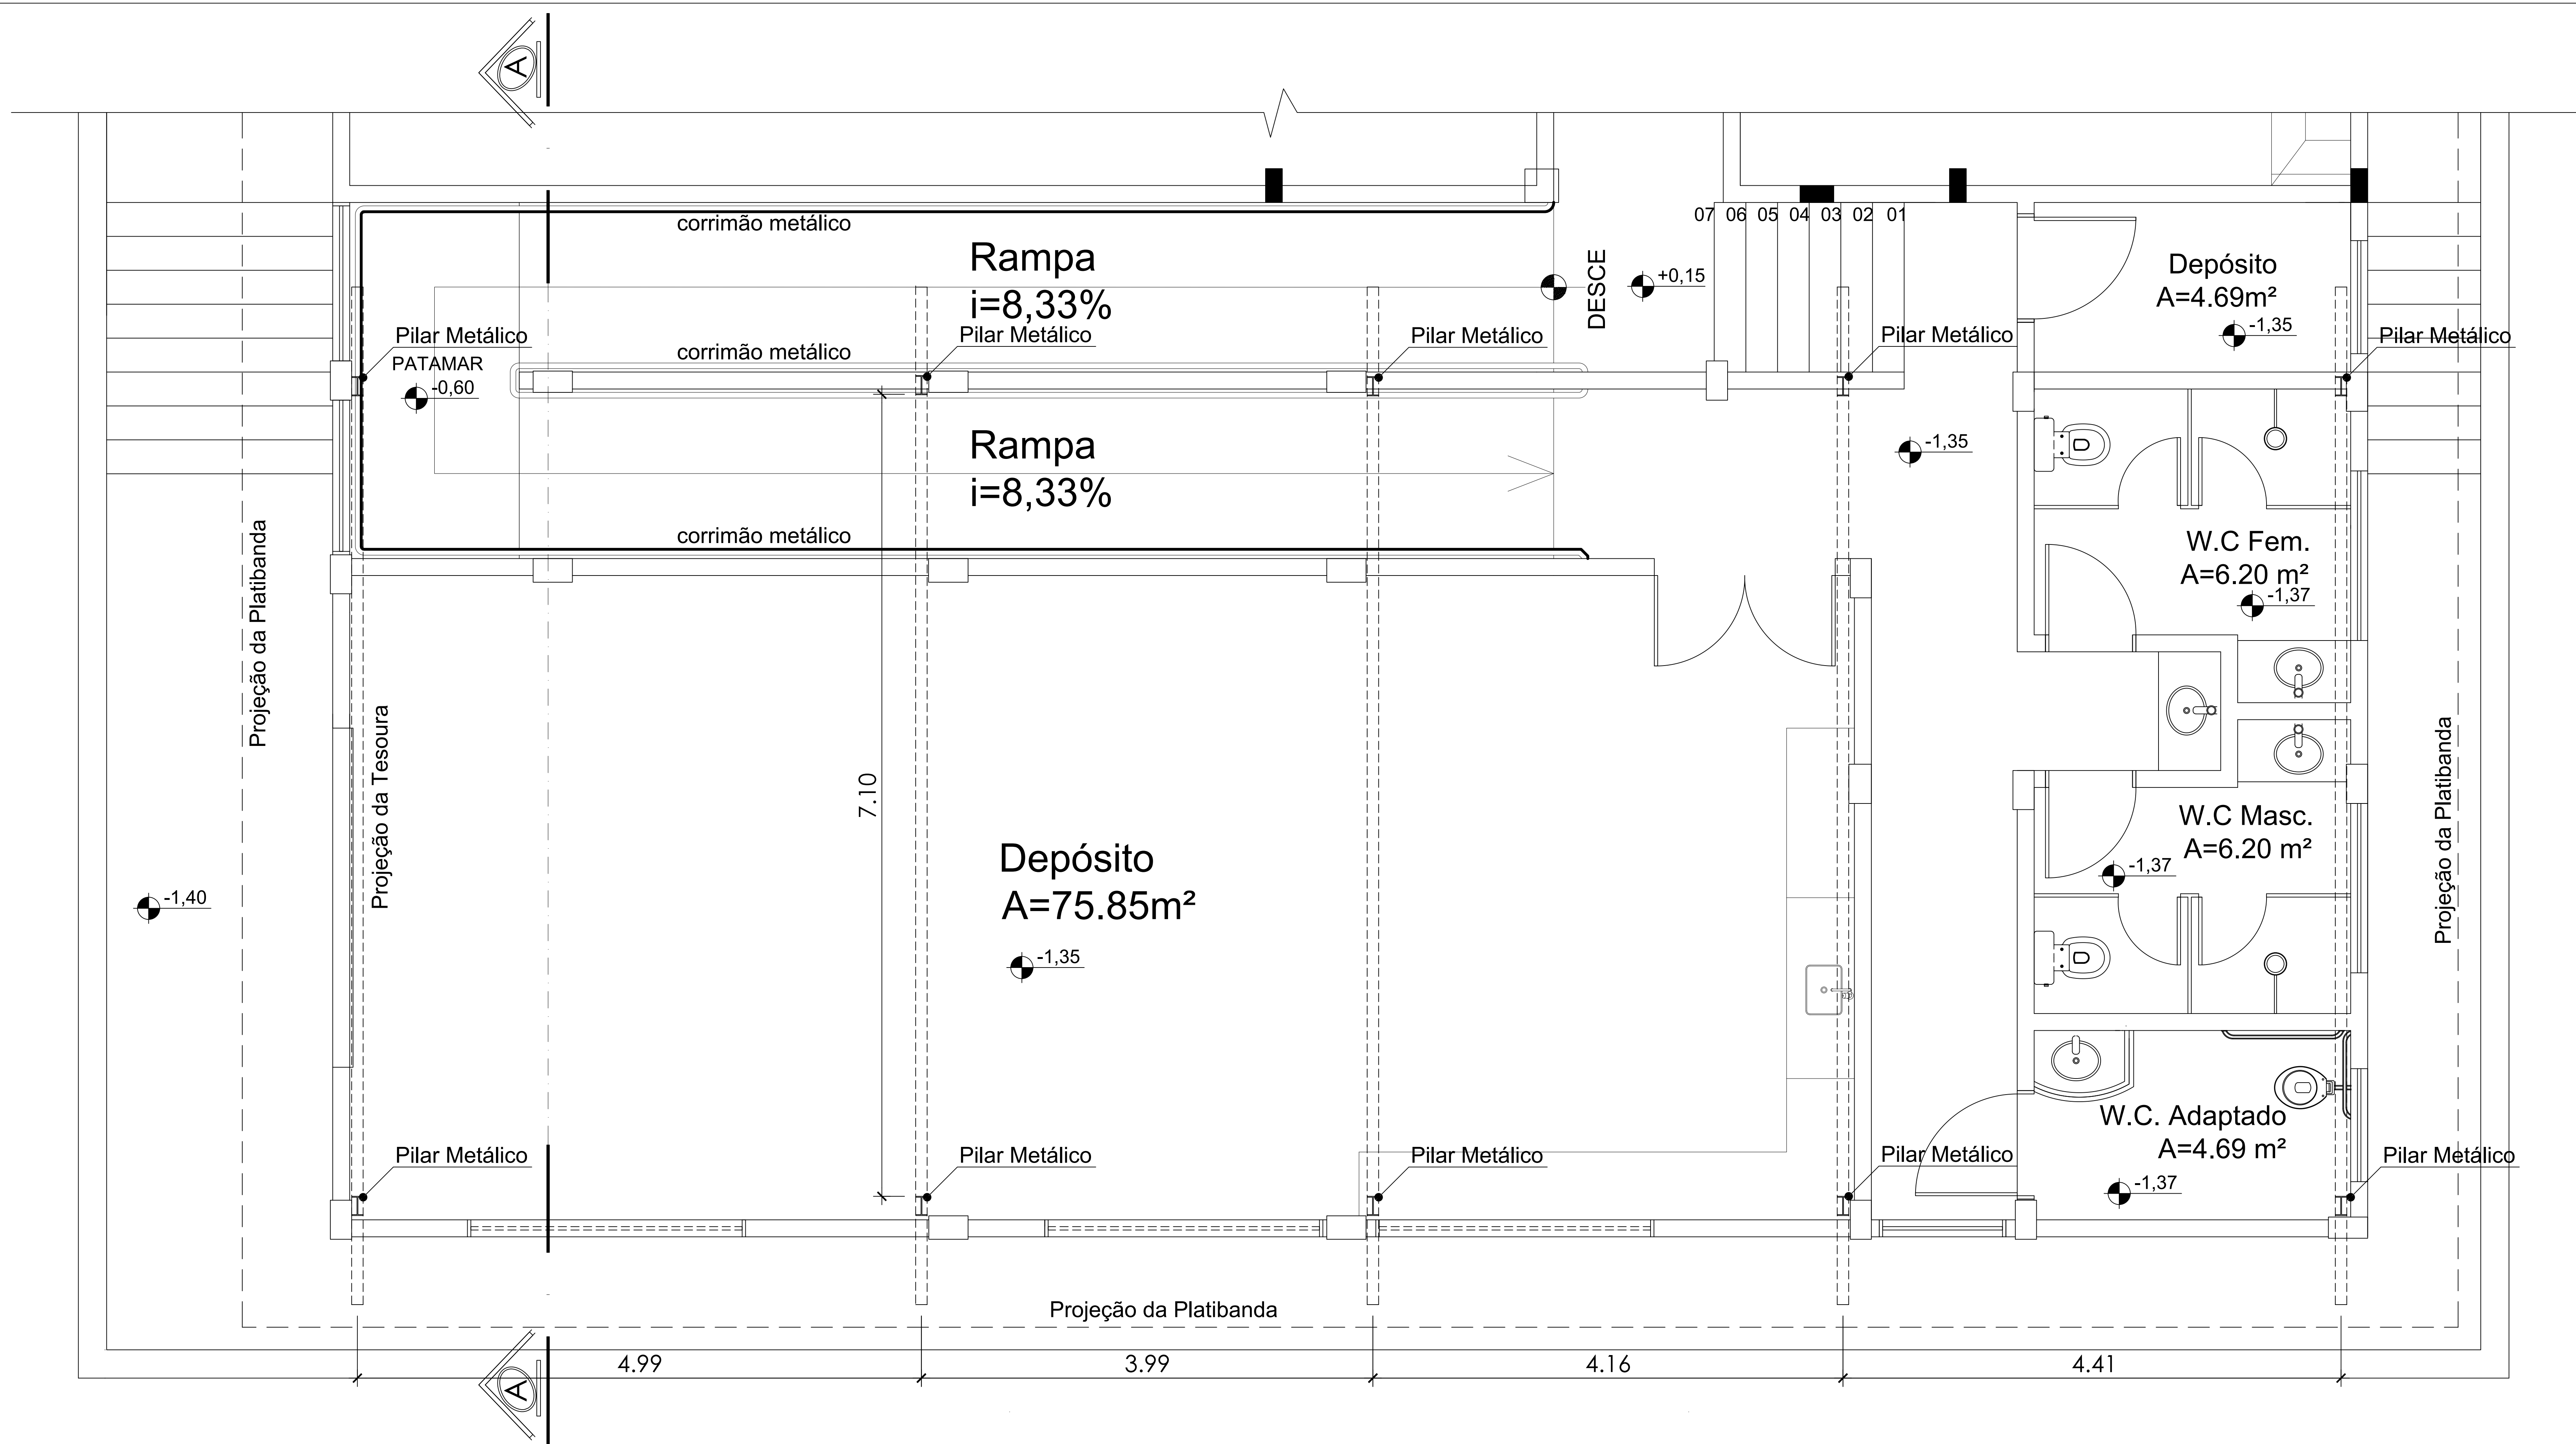 A
corrimão metálico
07 06 05 04 03 02 01
Rampa
i=8,33%
DESCE
+0,15
Depósito
A=4.69m²
-1,35
Pilar Metálico
Pilar Metálico
Pilar Metálico
Pilar Metálico
Pilar Metálico
PATAMAR
-0,60
corrimão metálico
Rampa
i=8,33%
-1,35
corrimão metálico
W.C Fem.
A=6.20 m²
-1,37
Projeção da Platibanda
Projeção da Tesoura
7.10
Projeção da Platibanda
W.C Masc.
A=6.20 m²
-1,37
Depósito
A=75.85m²
-1,35
-1,40
W.C. Adaptado
A=4.69 m²
-1,37
Pilar Metálico
Pilar Metálico
Pilar Metálico
Pilar Metálico
Pilar Metálico
Projeção da Platibanda
4.99
3.99
4.16
4.41
A